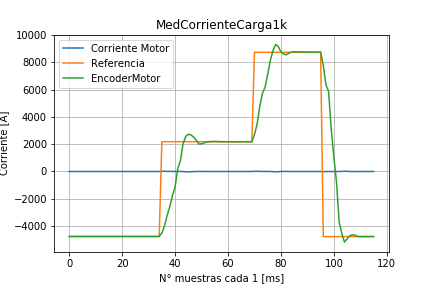 MedCorrienteCarga1k
10000
8000
6000
4000
2000
0
−2000
−4000
Corriente [A]
Corriente Motor
Referencia
EncoderMotor
0 20 40 60 80 100 120
N° muestras cada 1 [ms]